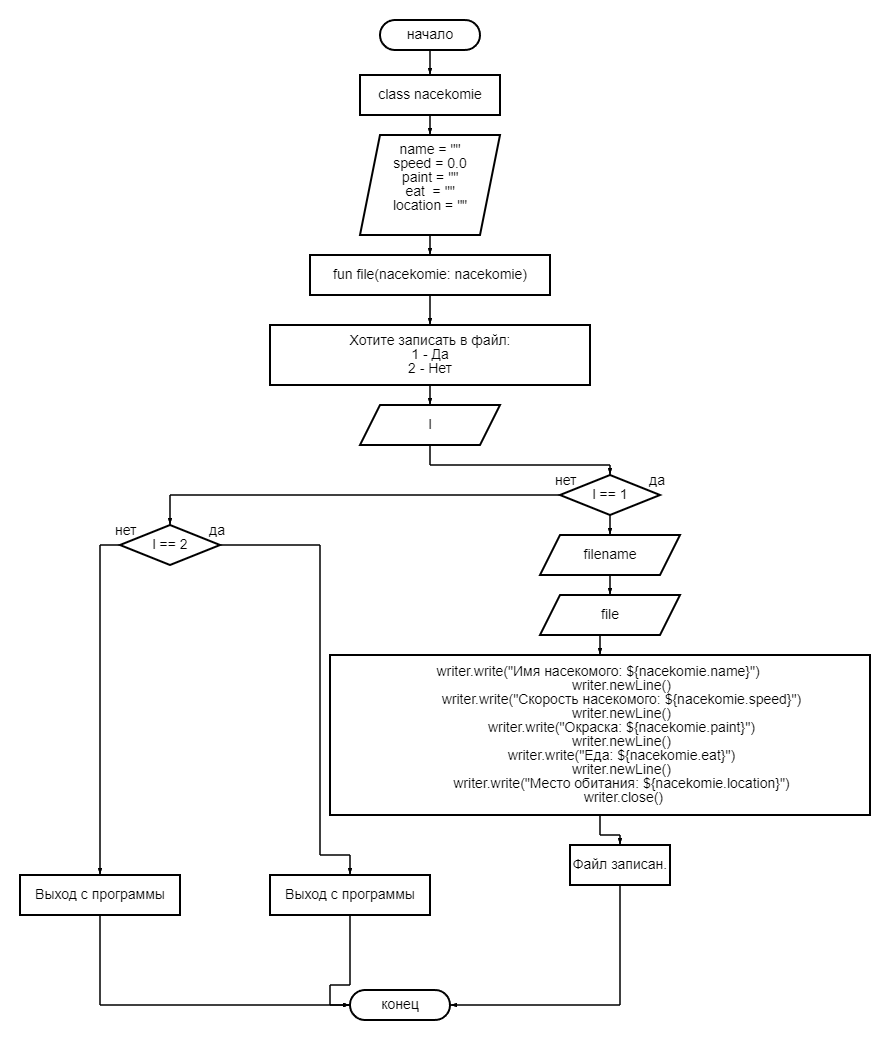 начало
class nacekomie
name = ""
speed = 0.0
paint = ""
eat  = ""
location = ""
fun file(nacekomie: nacekomie)
Хотите записать в файл:
1 - Да
2 - Нет
I
нет
да
I == 1
нет
да
I == 2
filename
file
writer.write("Имя насекомого: ${nacekomie.name}")
writer.newLine()
writer.write("Скорость насекомого: ${nacekomie.speed}")
writer.newLine()
writer.write("Окраска: ${nacekomie.paint}")
writer.newLine()
writer.write("Еда: ${nacekomie.eat}")
writer.newLine()
writer.write("Место обитания: ${nacekomie.location}")
writer.close()
Файл записан.
Выход с программы
Выход с программы
конец